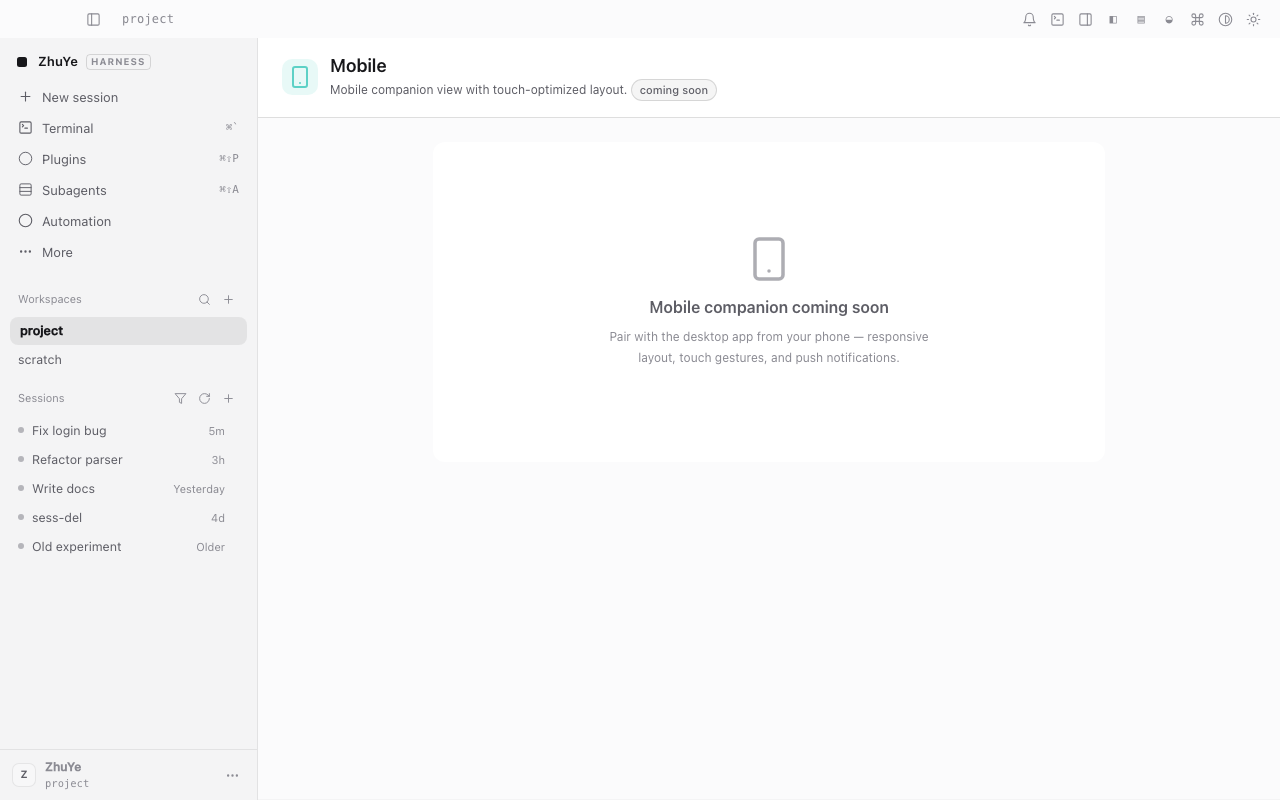 project
ZhuYe HARNESS
New session
Terminal ⌘`
Plugins ⌘⇧P
Subagents ⌘⇧A
Automation
More
Workspaces
project
scratch
Sessions
Fix login bug 5m
Refactor parser 3h
Write docs Yesterday
sess-del 4d
Old experiment Older
Z ZhuYe
project
Mobile
Mobile companion view with touch-optimized layout. coming soon
Mobile companion coming soon
Pair with the desktop app from your phone — responsive
layout, touch gestures, and push notifications.